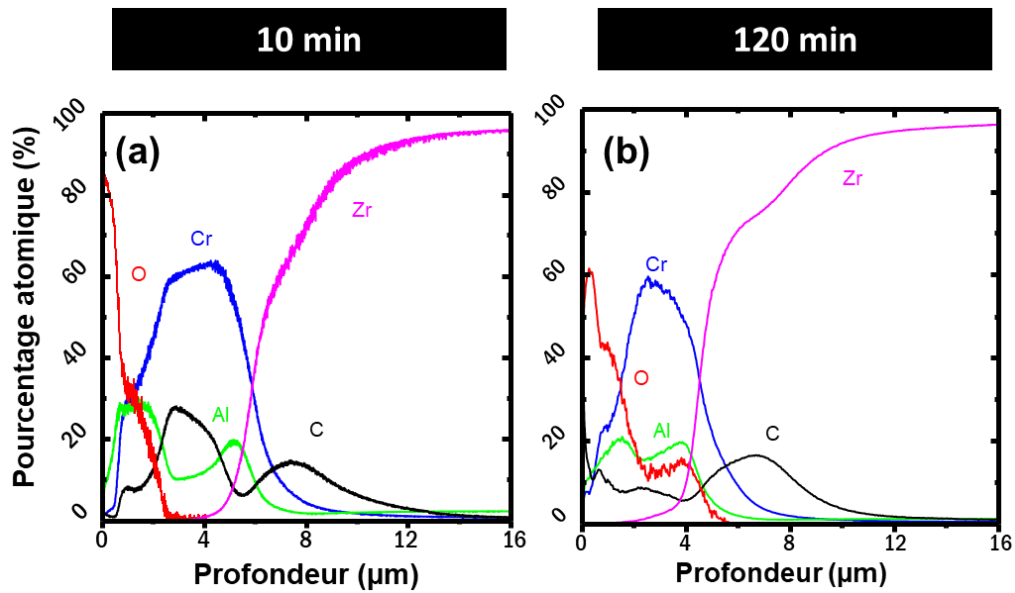 10 min
120 min
Pourcentage atomique (%)
(a)
100
80
60
40
20
0
O
Cr
Zr
Al
C
0
4
8
12
16
Profondeur (µm)
(b)
100
80
60
40
20
0
Zr
Cr
O
Al
C
0
4
8
12
16
Profondeur (µm)